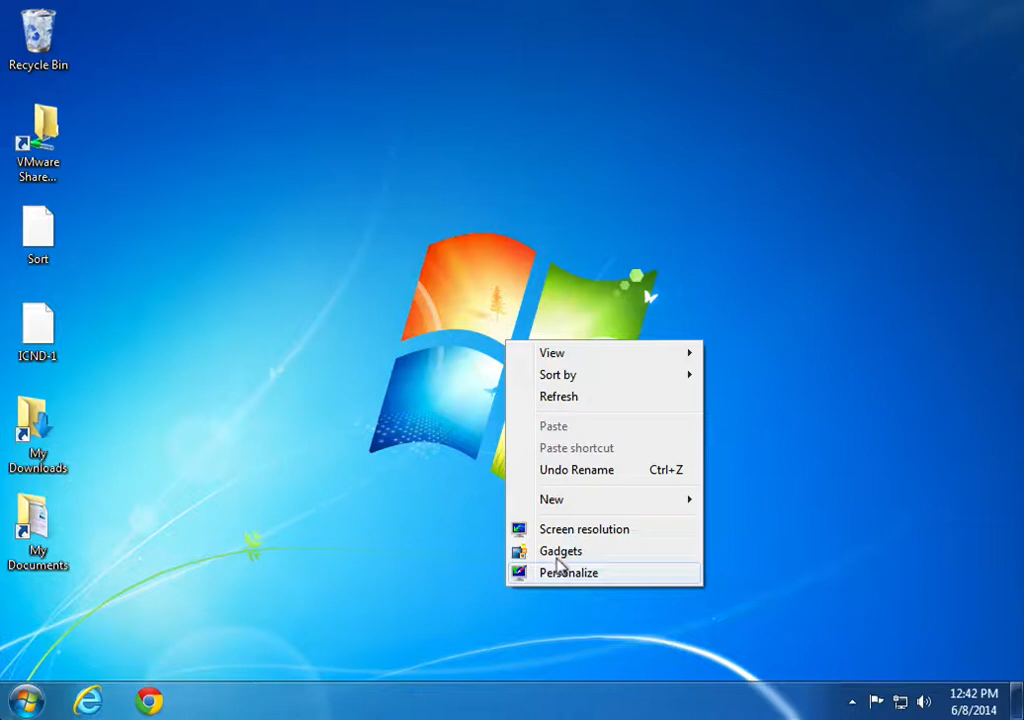 Recycle Bin
VMware
Share...
Sort
ICND-1
My
Downloads
My
Documents
View
Sort by
Refresh
Paste
Paste shortcut
Undo Rename Ctrl+Z
New
Screen resolution
Gadgets
Personalize
12:42 PM
6/8/2014